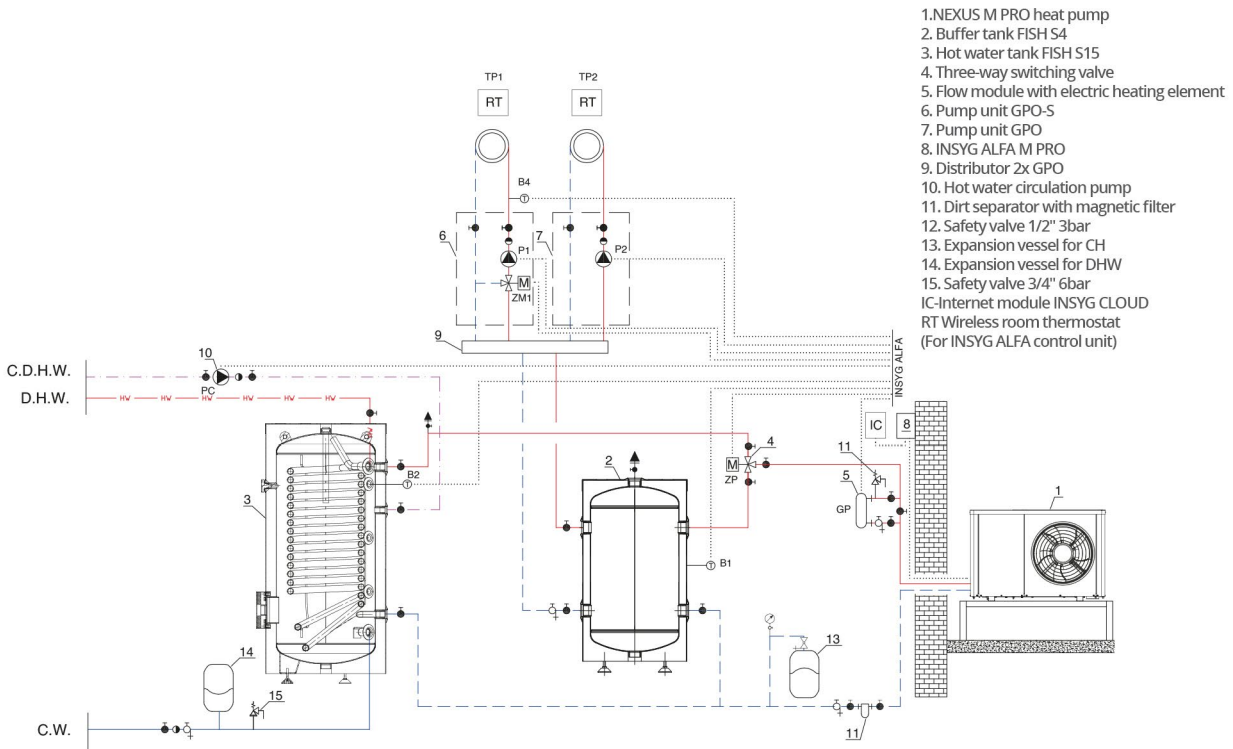 1.NEXUS M PRO heat pump
2. Buffer tank FISH S4
3. Hot water tank FISH S15
4. Three-way switching valve
5. Flow module with electric heating element
6. Pump unit GPO-S
7. Pump unit GPO
8. INSYG ALFA M PRO
9. Distributor 2x GPO
10. Hot water circulation pump
11. Dirt separator with magnetic filter
12. Safety valve 1/2" 3bar
13. Expansion vessel for CH
14. Expansion vessel for DHW
15. Safety valve 3/4" 6bar
IC-Internet module INSYG CLOUD
RT Wireless room thermostat
(For INSYG ALFA control unit)
TP1
TP2
RT
RT
B4
T
6
7
P1
P2
M
ZM1
9
10
C.D.H.W.
PC
D.H.W.
HW HW HW HW HW HW
HW
INSYG ALFA
IC
8
4
M
ZP
11
5
GP
1
2
B2
T
3
T
B1
13
14
15
11
C.W.